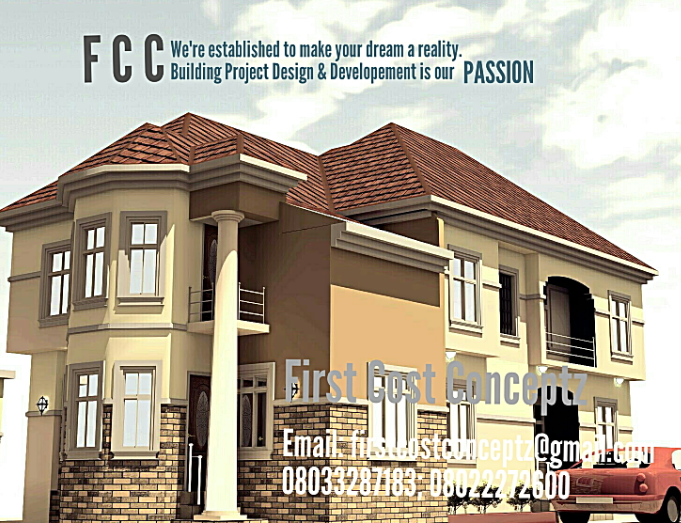 FCC
We're established to make your dream a reality.
Building Project Design & Developement is our PASSION
First Cost Conceptz
Email: firstcostconceptz@gmail.com
08033287183; 08022272600